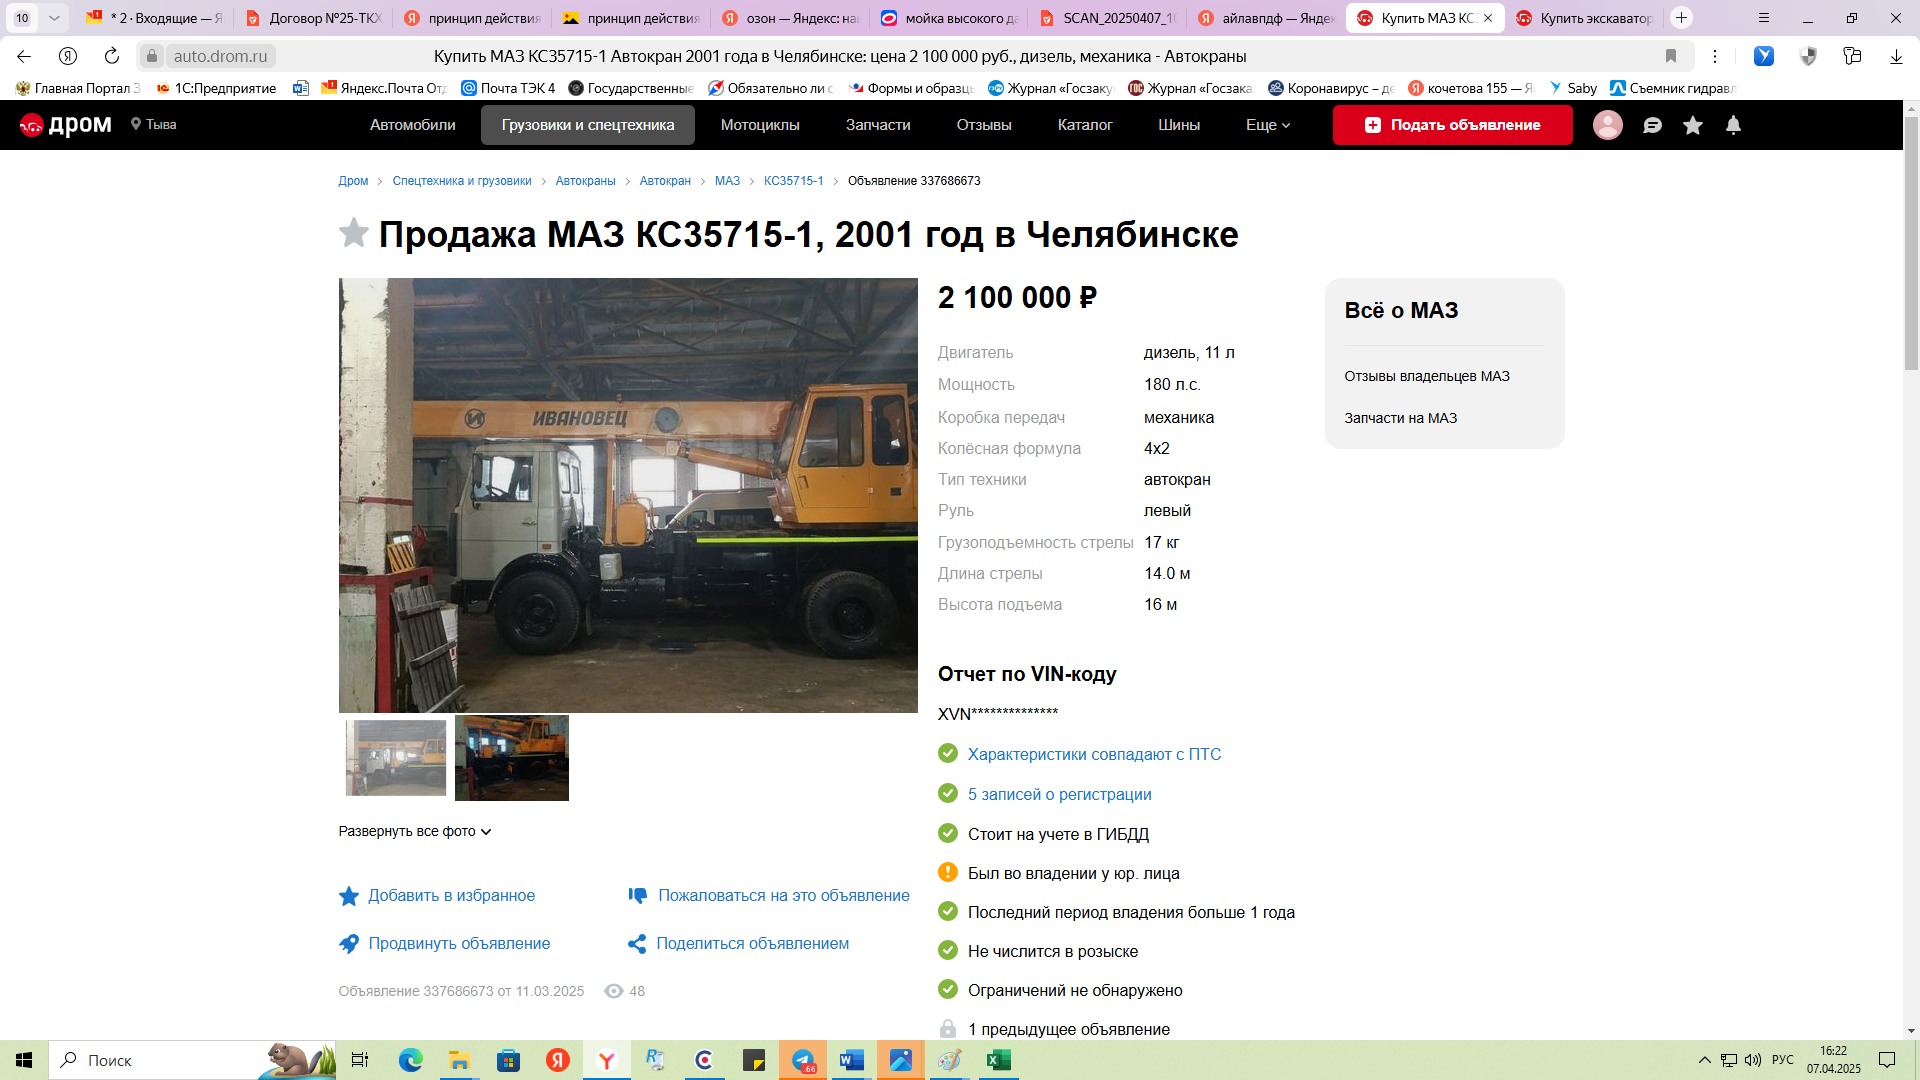 10
* 2 · Входящие — Я
Договор №25-ТКХ
принцип действия
принцип действия
озон — Яндекс: на
мойка высокого да
SCAN_20250407_1
айлавпдф — Яндек
Купить МАЗ КС
Купить экскаватор
auto.drom.ru
Купить МАЗ КС35715-1 Автокран 2001 года в Челябинске: цена 2 100 000 руб., дизель, механика - Автокраны
Главная Портал З
1С:Предприятие
Яндекс.Почта Отд
Почта ТЭК 4
Государственные
Обязательно ли с
Формы и образц
Журнал «Госзаку
Журнал «Госзака
Коронавирус – де
кочетова 155 — Я
Saby
Съемник гидравл
дром
Тыва
Автомобили
Грузовики и спецтехника
Мотоциклы
Запчасти
Отзывы
Каталог
Шины
Еще
Подать объявление
Дром
Спецтехника и грузовики
Автокраны
Автокран
МАЗ
КС35715-1
Объявление 337686673
Продажа МАЗ КС35715-1, 2001 год в Челябинске
ИВАНОВЕЦ
2 100 000 ₽
Двигатель дизель, 11 л
Мощность 180 л.с.
Коробка передач механика
Колёсная формула 4x2
Тип техники автокран
Руль левый
Грузоподъемность стрелы 17 кг
Длина стрелы 14.0 м
Высота подъема 16 м
Всё о МАЗ
Отзывы владельцев МАЗ
Запчасти на МАЗ
Отчет по VIN-коду
XVN**************
Характеристики совпадают с ПТС
5 записей о регистрации
Стоит на учете в ГИБДД
Был во владении у юр. лица
Последний период владения больше 1 года
Не числится в розыске
Ограничений не обнаружено
1 предыдущее объявление
Развернуть все фото
Добавить в избранное
Пожаловаться на это объявление
Продвинуть объявление
Поделиться объявлением
Объявление 337686673 от 11.03.2025
48
Поиск
РУС
16:22
07.04.2025